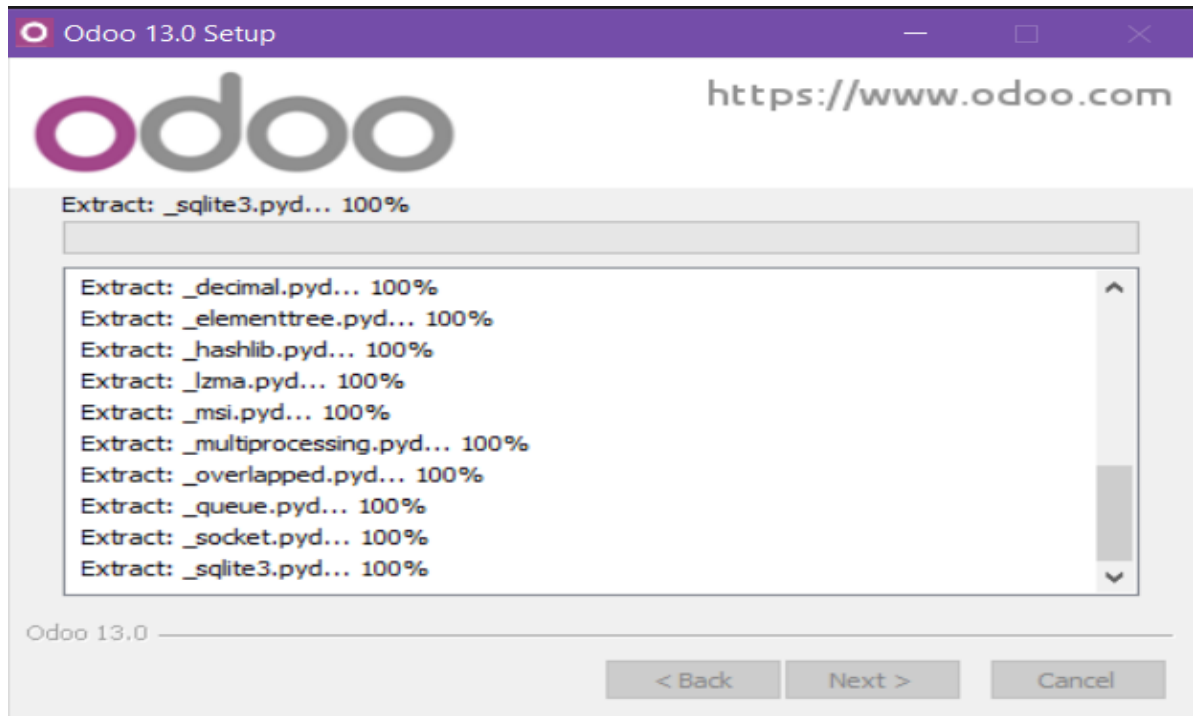 Odoo 13.0 Setup
odoo
https://www.odoo.com
Extract: _sqlite3.pyd... 100%
Extract: _decimal.pyd... 100%
Extract: _elementtree.pyd... 100%
Extract: _hashlib.pyd... 100%
Extract: _lzma.pyd... 100%
Extract: _msi.pyd... 100%
Extract: _multiprocessing.pyd... 100%
Extract: _overlapped.pyd... 100%
Extract: _queue.pyd... 100%
Extract: _socket.pyd... 100%
Extract: _sqlite3.pyd... 100%
Odoo 13.0
< Back Next > Cancel